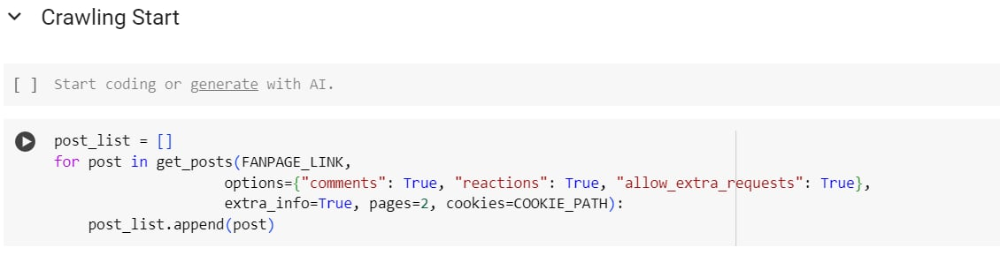 Crawling Start
[ ] Start coding or generate with AI.
post_list = []
for post in get_posts(FANPAGE_LINK,
options={"comments": True, "reactions": True, "allow_extra_requests": True},
extra_info=True, pages=2, cookies=COOKIE_PATH):
post_list.append(post)